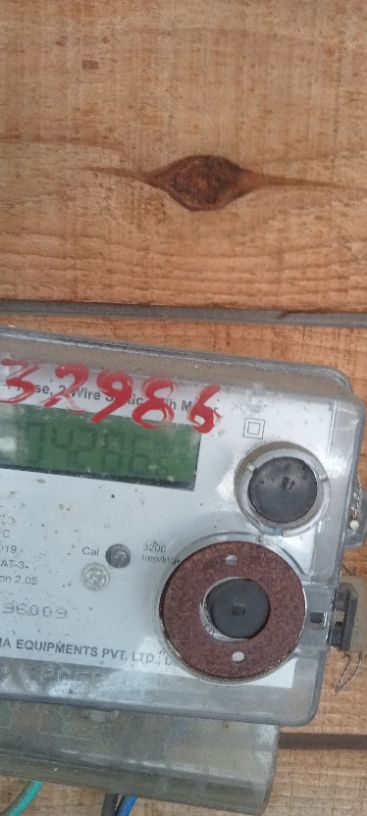 32986
se, 2 Wire Static
04286
C
019
Cal 3200
AT-3
imp/k
on 2.05
96009
MA EQUIPMENTS PVT. LTD.,